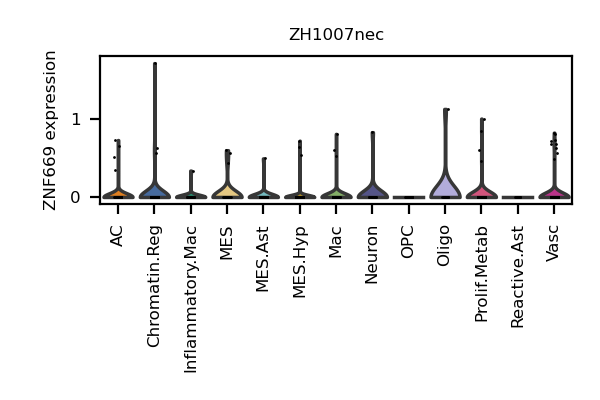 ZH1007nec
ZNF669 expression
1
0
AC
Chromatin.Reg
Inflammatory.Mac
MES
MES.Ast
MES.Hyp
Mac
Neuron
OPC
Oligo
Prolif.Metab
Reactive.Ast
Vasc